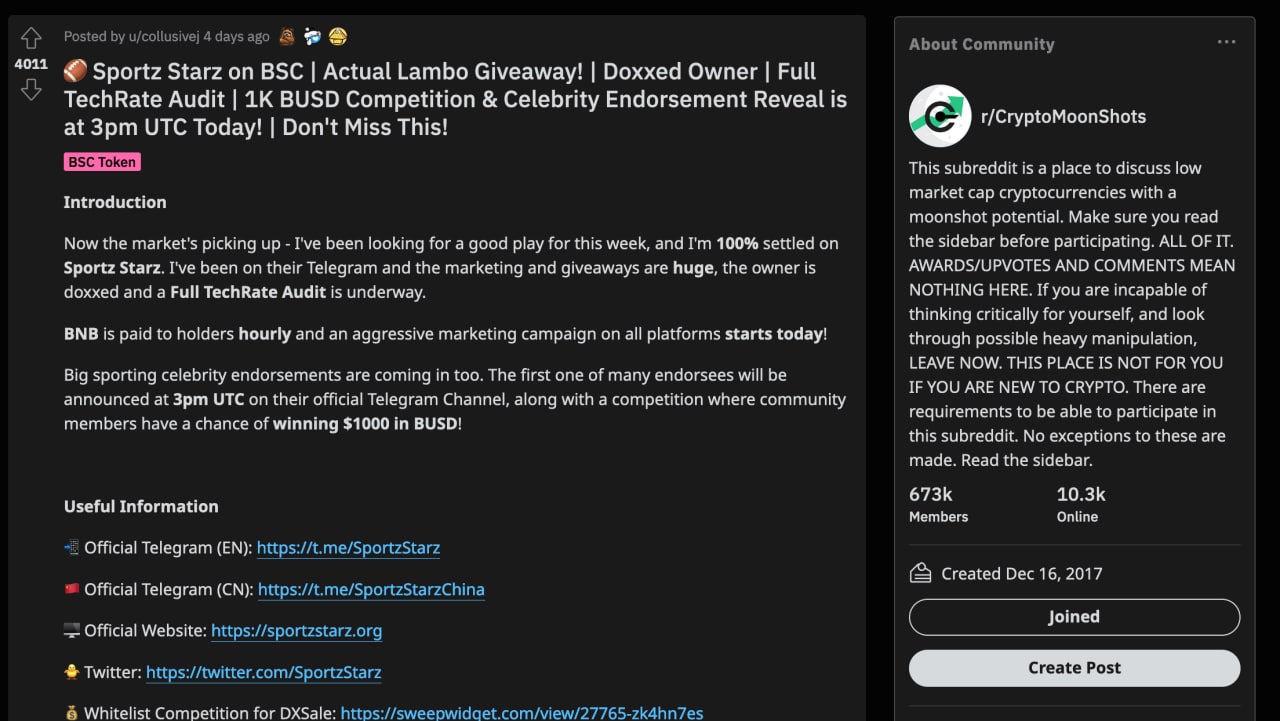 Posted by u/collusivej 4 days ago
4011
Sportz Starz on BSC | Actual Lambo Giveaway! | Doxxed Owner | Full
TechRate Audit | 1K BUSD Competition & Celebrity Endorsement Reveal is
at 3pm UTC Today! | Don't Miss This!
BSC Token
Introduction
Now the market's picking up - I've been looking for a good play for this week, and I'm 100% settled on
Sportz Starz. I've been on their Telegram and the marketing and giveaways are huge, the owner is
doxxed and a Full TechRate Audit is underway.
BNB is paid to holders hourly and an aggressive marketing campaign on all platforms starts today!
Big sporting celebrity endorsements are coming in too. The first one of many endorsees will be
announced at 3pm UTC on their official Telegram Channel, along with a competition where community
members have a chance of winning $1000 in BUSD!
Useful Information
Official Telegram (EN): https://t.me/SportzStarz
Official Telegram (CN): https://t.me/SportzStarzChina
Official Website: https://sportzstarz.org
Twitter: https://twitter.com/SportzStarz
Whitelist Competition for DXSale: https://sweepwidget.com/view/27765-zk4hn7es
About Community
r/CryptoMoonShots
This subreddit is a place to discuss low
market cap cryptocurrencies with a
moonshot potential. Make sure you read
the sidebar before participating. ALL OF IT.
AWARDS/UPVOTES AND COMMENTS MEAN
NOTHING HERE. If you are incapable of
thinking critically for yourself, and look
through possible heavy manipulation,
LEAVE NOW. THIS PLACE IS NOT FOR YOU
IF YOU ARE NEW TO CRYPTO. There are
requirements to be able to participate in
this subreddit. No exceptions to these are
made. Read the sidebar.
673k 10.3k
Members Online
Created Dec 16, 2017
Joined
Create Post